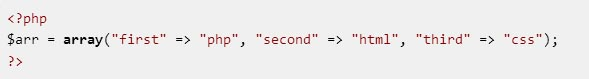 <?php
$arr = array("first" => "php", "second" => "html", "third" => "css");
?>